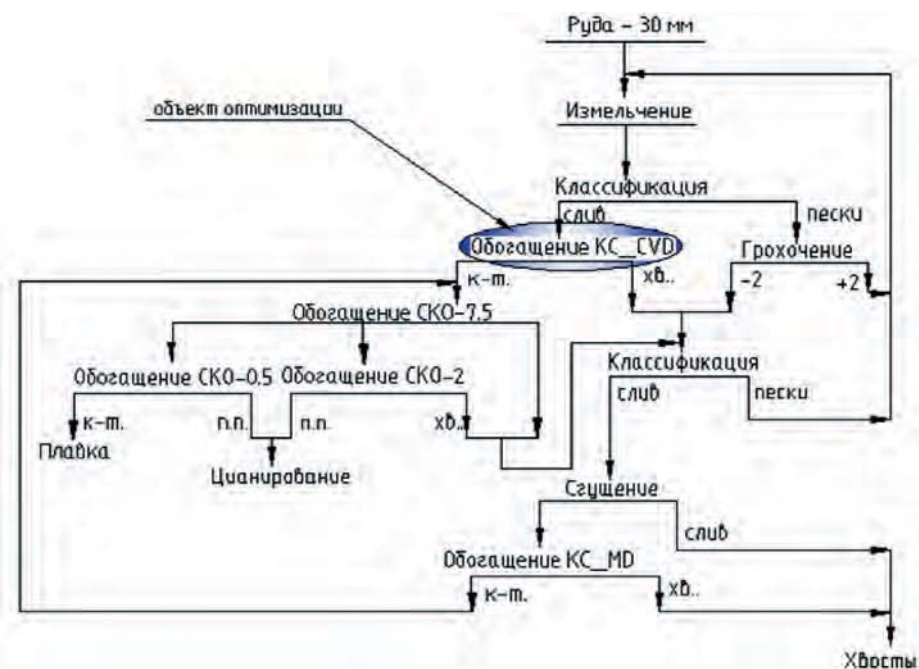 Руда – 30 мм
объект оптимизации
Измельчение
Классификация
слив
пески
Обогащение КС_CVD
Грохочение
к-т.
хв..
-2
+2
Обогащение СКО-7.5
Обогащение СКО-0.5
Обогащение СКО-2
Классификация
слив
пески
к-т.
п.п.
п.п.
хв..
Плавка
Цианирование
Сгущение
слив
Обогащение КС_MD
к-т.
хв..
Хвосты